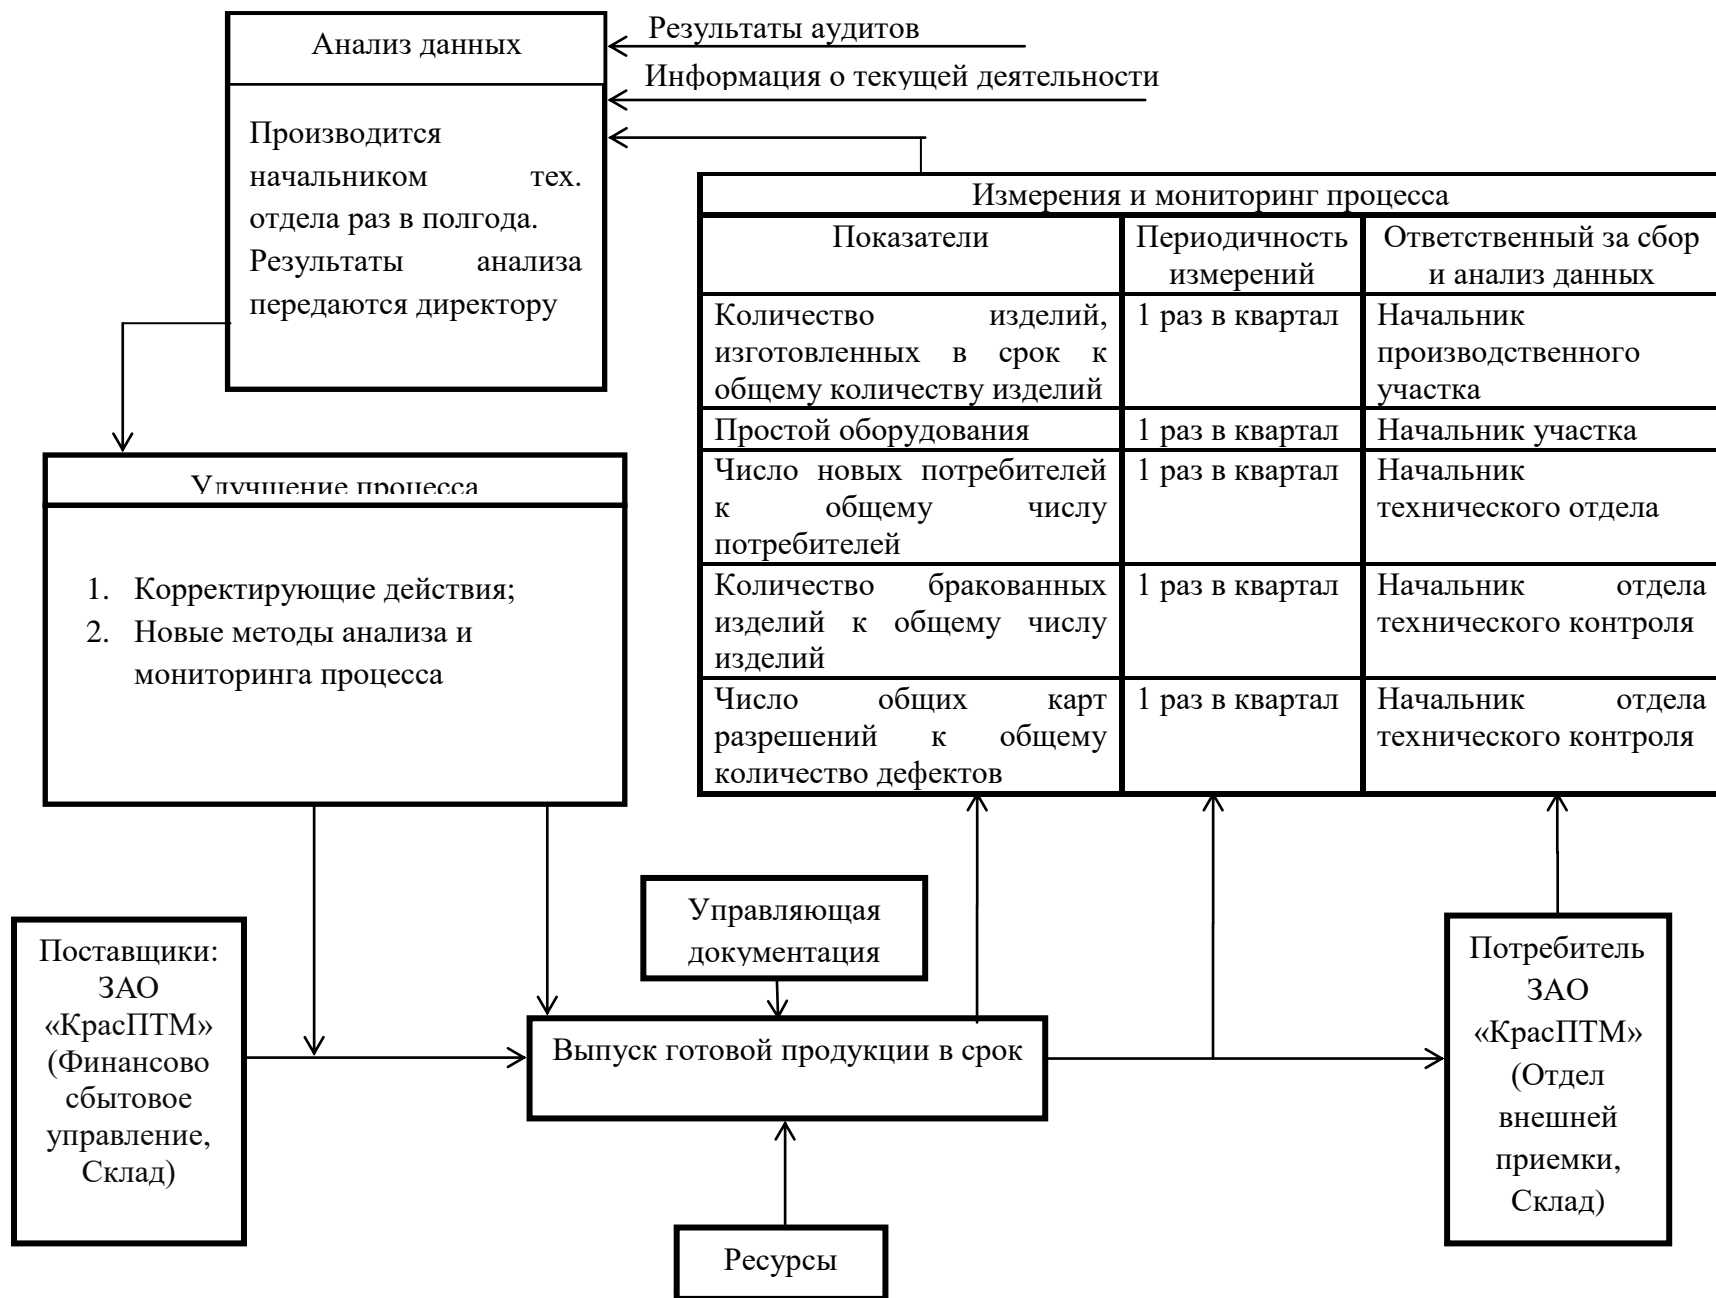 Анализ данных
Производится
начальником тех.
отдела раз в полгода.
Результаты анализа
передаются директору
Результаты аудитов
Информация о текущей деятельности
Измерения и мониторинг процесса
Показатели
Периодичность
измерений
Ответственный за сбор
и анализ данных
Количество изделий,
изготовленных в срок к
общему количеству изделий
1 раз в квартал
Начальник
производственного
участка
Простой оборудования
1 раз в квартал
Начальник участка
Число новых потребителей
к общему числу
потребителей
1 раз в квартал
Начальник
технического отдела
Количество бракованных
изделий к общему числу
изделий
1 раз в квартал
Начальник отдела
технического контроля
Число общих карт
разрешений к общему
количество дефектов
1 раз в квартал
Начальник отдела
технического контроля
Улучшение процесса
1. Корректирующие действия;
2. Новые методы анализа и
мониторинга процесса
Управляющая
документация
Поставщики:
ЗАО
«КрасПТМ»
(Финансово
сбытовое
управление,
Склад)
Выпуск готовой продукции в срок
Потребитель
ЗАО
«КрасПТМ»
(Отдел
внешней
приемки,
Склад)
Ресурсы